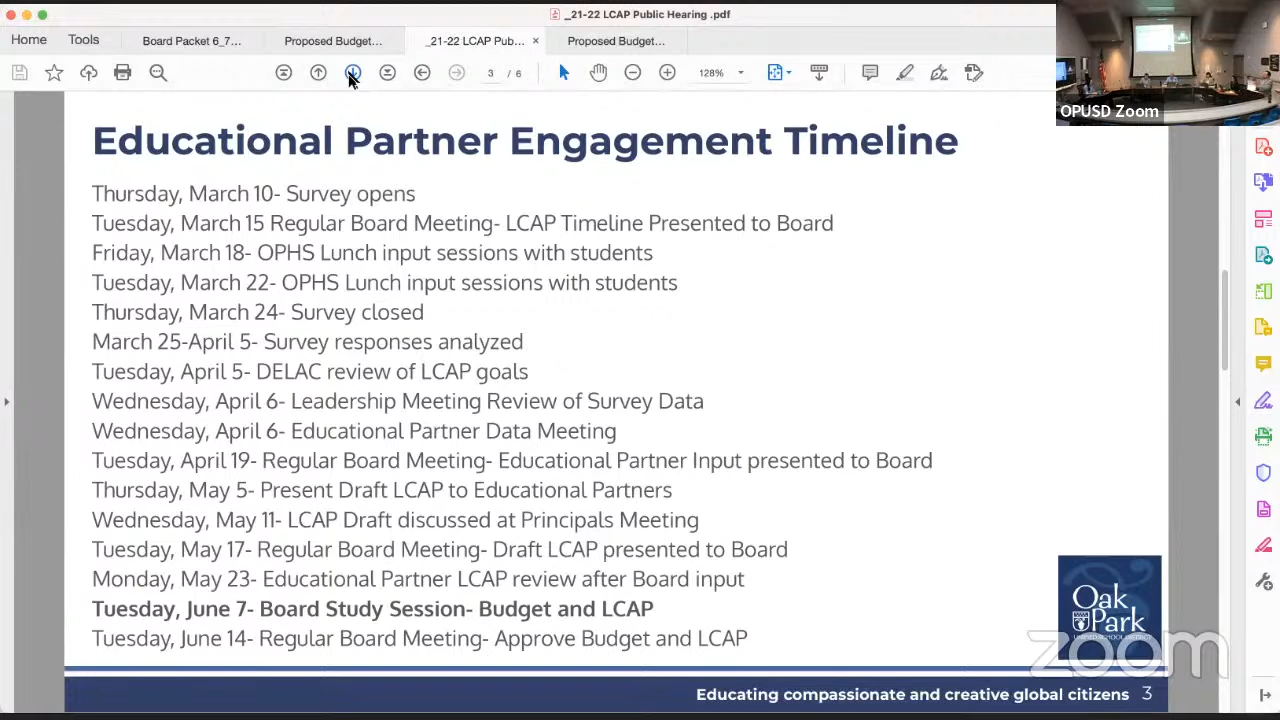 _21-22 LCAP Public Hearing .pdf
Home
Tools
Board Packet 6_7...
Proposed Budget...
_21-22 LCAP Pub... ×
Proposed Budget...
3 / 6
128%
OPUSD Zoom
Educational Partner Engagement Timeline
Thursday, March 10- Survey opens
Tuesday, March 15 Regular Board Meeting- LCAP Timeline Presented to Board
Friday, March 18- OPHS Lunch input sessions with students
Tuesday, March 22- OPHS Lunch input sessions with students
Thursday, March 24- Survey closed
March 25-April 5- Survey responses analyzed
Tuesday, April 5- DELAC review of LCAP goals
Wednesday, April 6- Leadership Meeting Review of Survey Data
Wednesday, April 6- Educational Partner Data Meeting
Tuesday, April 19- Regular Board Meeting- Educational Partner Input presented to Board
Thursday, May 5- Present Draft LCAP to Educational Partners
Wednesday, May 11- LCAP Draft discussed at Principals Meeting
Tuesday, May 17- Regular Board Meeting- Draft LCAP presented to Board
Monday, May 23- Educational Partner LCAP review after Board input
Tuesday, June 7- Board Study Session- Budget and LCAP
Tuesday, June 14- Regular Board Meeting- Approve Budget and LCAP
Oak
Park
UNIFIED SCHOOL DISTRICT
zoom
Educating compassionate and creative global citizens 3